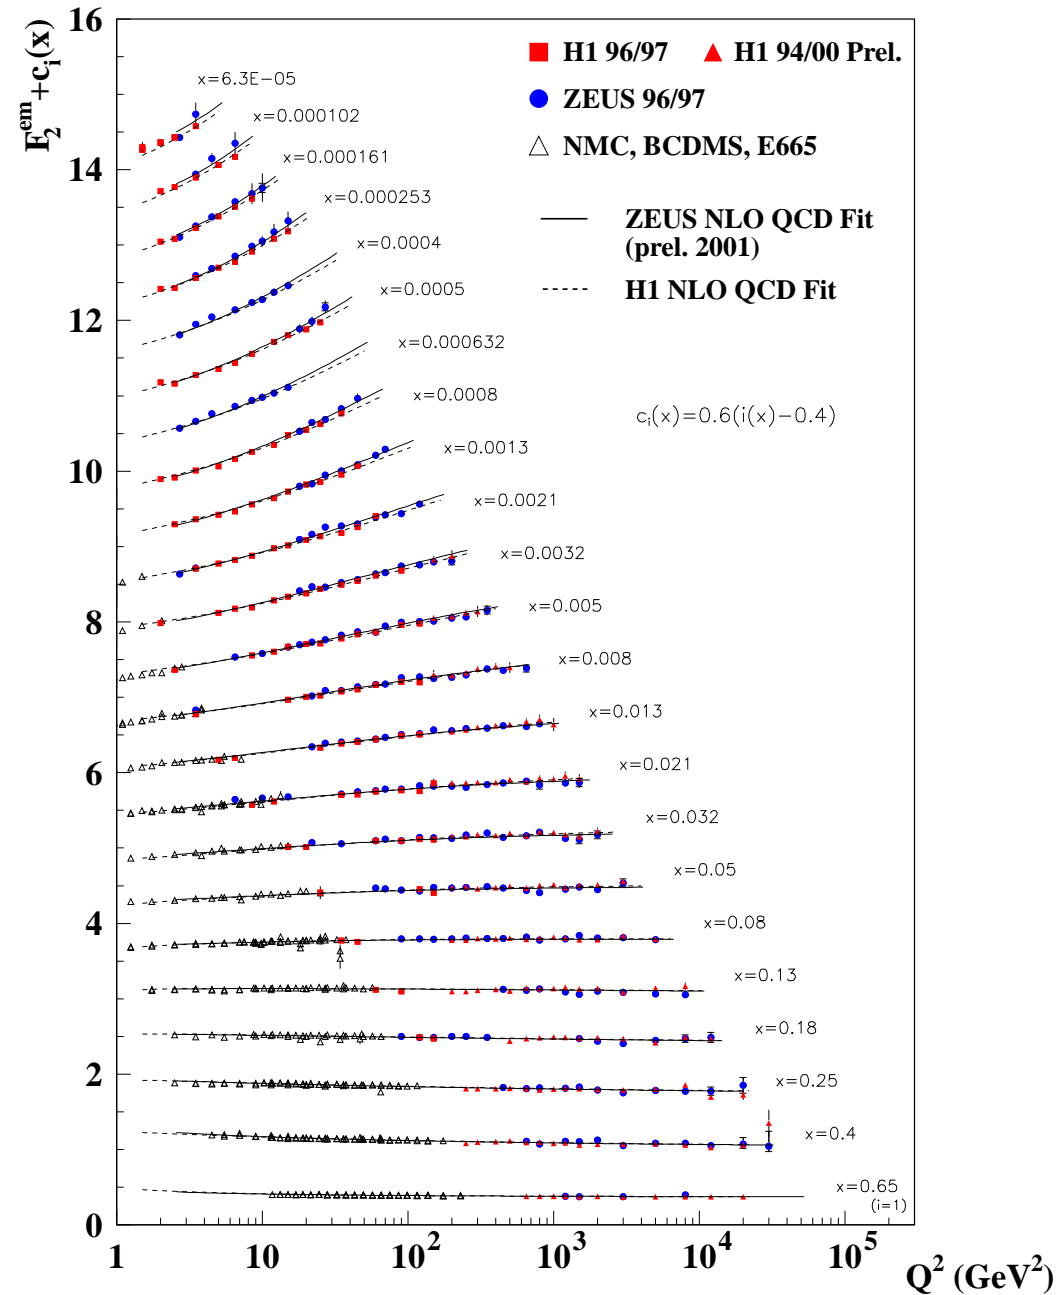 F₂ᵉᵐ+cᵢ(x)
16
14
12
10
8
6
4
2
0
H1 96/97
H1 94/00 Prel.
ZEUS 96/97
NMC, BCDMS, E665
ZEUS NLO QCD Fit
(prel. 2001)
H1 NLO QCD Fit
cᵢ(x)=0.6(i(x)−0.4)
x=6.3E−05
x=0.000102
x=0.000161
x=0.000253
x=0.0004
x=0.0005
x=0.000632
x=0.0008
x=0.0013
x=0.0021
x=0.0032
x=0.005
x=0.008
x=0.013
x=0.021
x=0.032
x=0.05
x=0.08
x=0.13
x=0.18
x=0.25
x=0.4
x=0.65
(i=1)
1
10
10²
10³
10⁴
10⁵
Q² (GeV²)